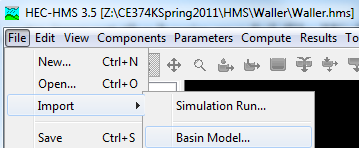 HEC-HMS 3.5 [Z:\CE374KSpring2011\HMS\Waller\Waller.hms]
File Edit View Components Parameters Compute Results To
New... Ctrl+N
Open... Ctrl+O
Import Simulation Run...
Save Ctrl+S Basin Model...